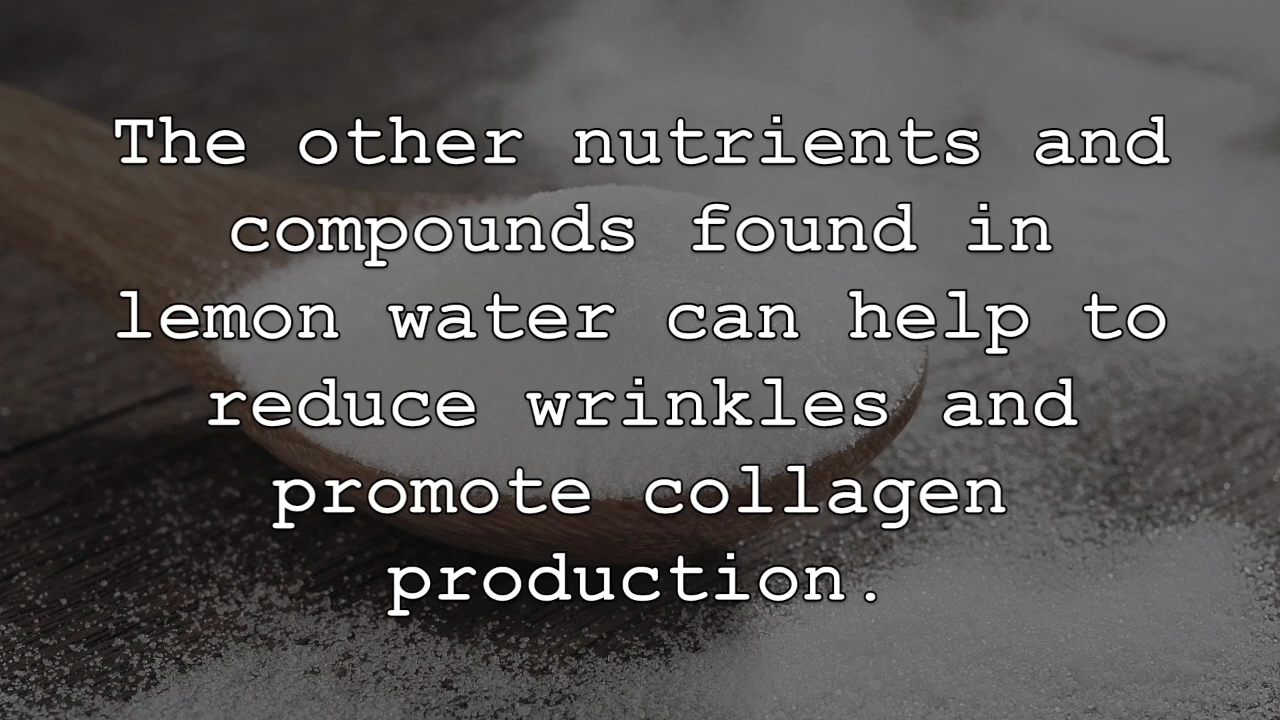 The other nutrients and
compounds found in
lemon water can help to
reduce wrinkles and
promote collagen
production.